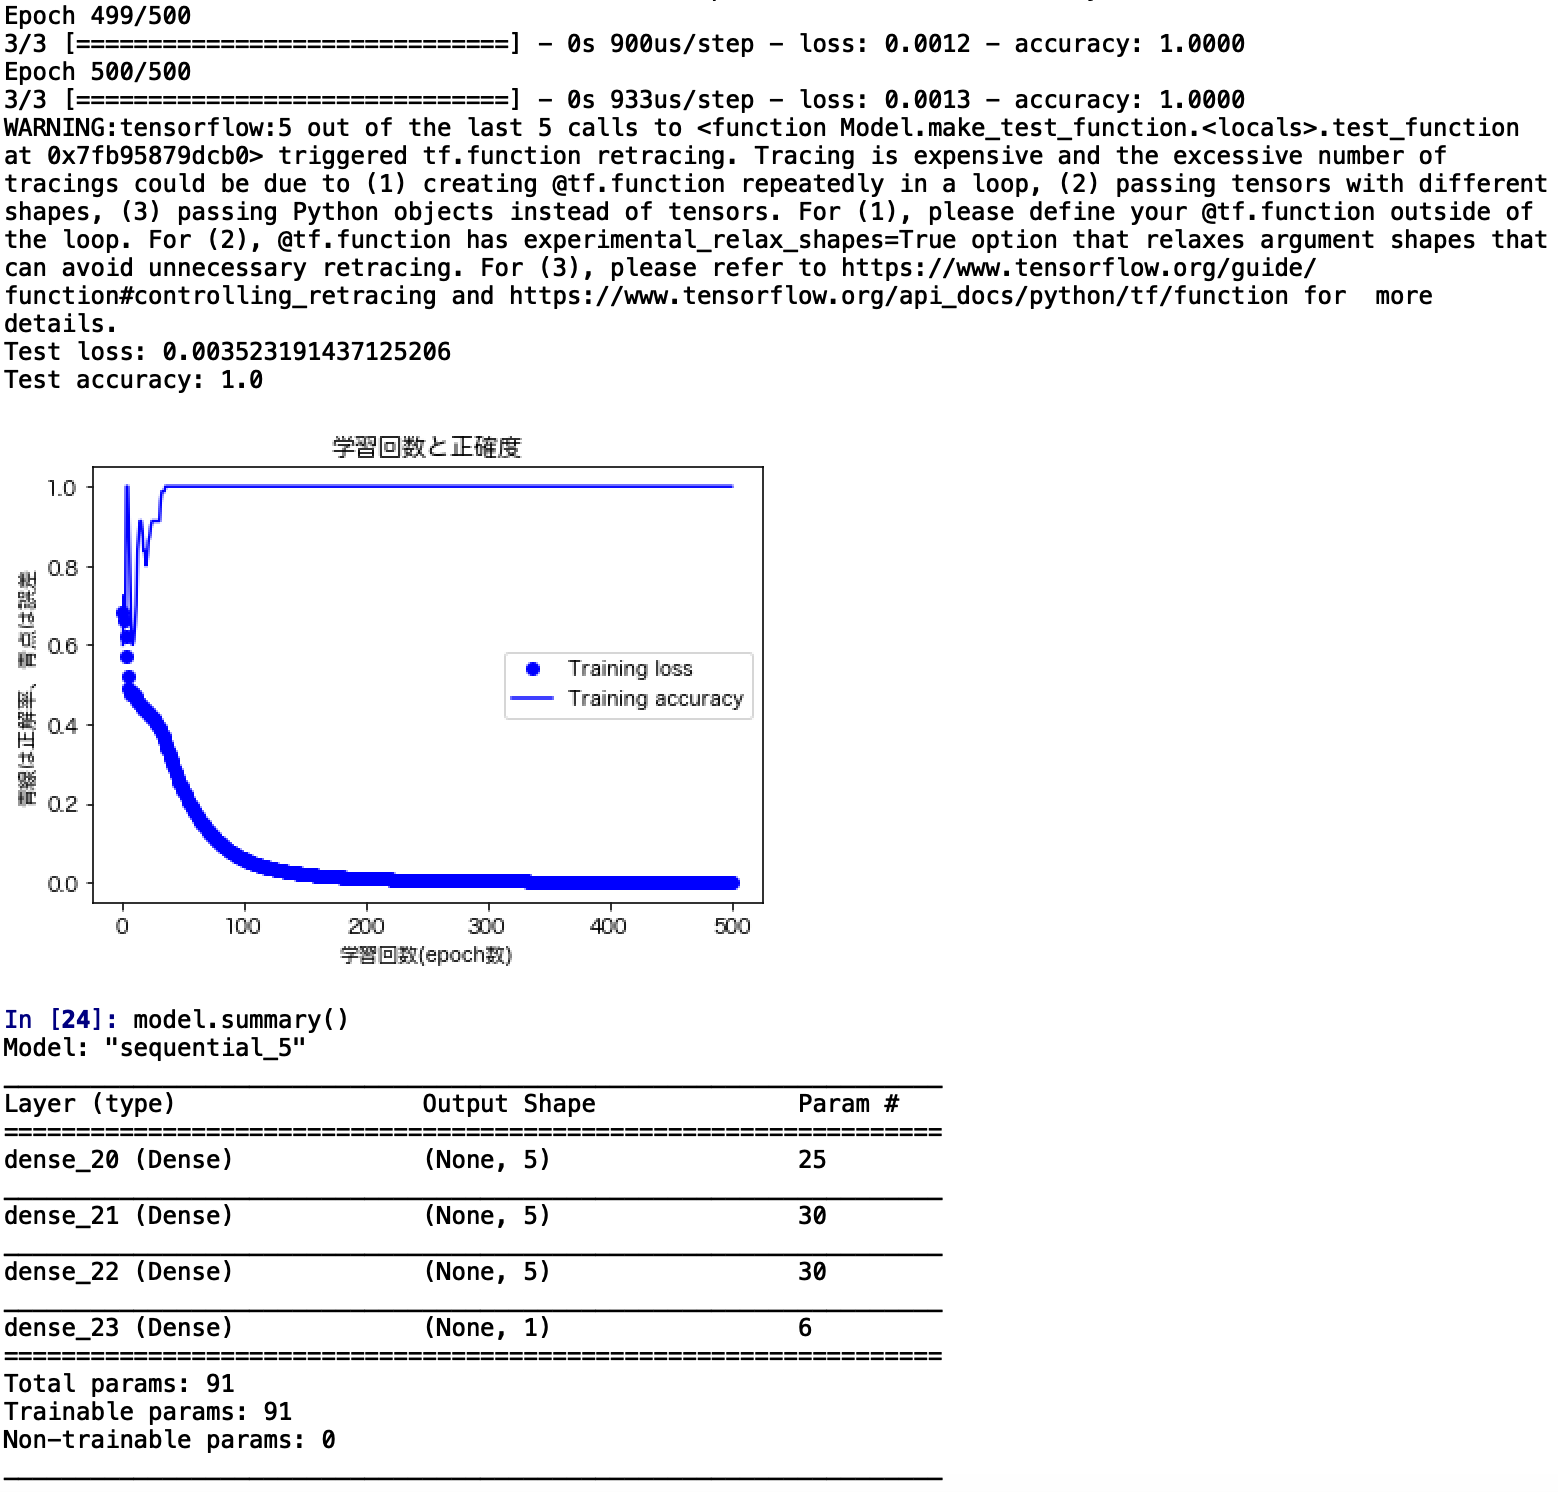 Epoch 499/500
3/3 [==============================] - 0s 900us/step - loss: 0.0012 - accuracy: 1.0000
Epoch 500/500
3/3 [==============================] - 0s 933us/step - loss: 0.0013 - accuracy: 1.0000
WARNING:tensorflow:5 out of the last 5 calls to <function Model.make_test_function.<locals>.test_function
at 0x7fb95879dcb0> triggered tf.function retracing. Tracing is expensive and the excessive number of
tracings could be due to (1) creating @tf.function repeatedly in a loop, (2) passing tensors with different
shapes, (3) passing Python objects instead of tensors. For (1), please define your @tf.function outside of
the loop. For (2), @tf.function has experimental_relax_shapes=True option that relaxes argument shapes that
can avoid unnecessary retracing. For (3), please refer to https://www.tensorflow.org/guide/
function#controlling_retracing and https://www.tensorflow.org/api_docs/python/tf/function for  more
details.
Test loss: 0.003523191437125206
Test accuracy: 1.0
学習回数と正確度
青線は正解率、青点は誤差
1.0
0.8
0.6
0.4
0.2
0.0
Training loss
Training accuracy
0 100 200 300 400 500
学習回数(epoch数)
In [24]: model.summary()
Model: "sequential_5"
Layer (type) Output Shape Param #
=================================================================
dense_20 (Dense) (None, 5) 25
dense_21 (Dense) (None, 5) 30
dense_22 (Dense) (None, 5) 30
dense_23 (Dense) (None, 1) 6
=================================================================
Total params: 91
Trainable params: 91
Non-trainable params: 0